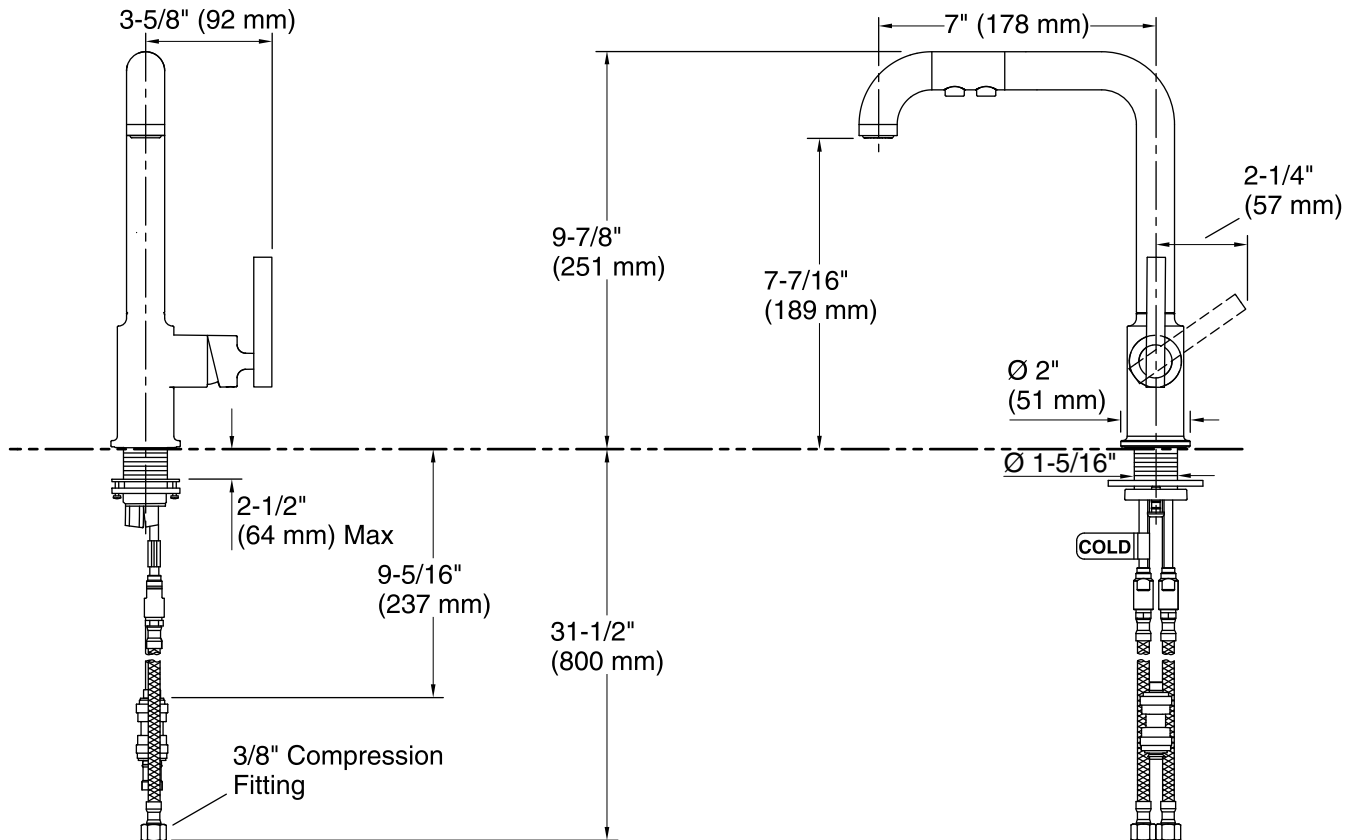 3-5/8" (92 mm)
7" (178 mm)
2-1/4"
(57 mm)
9-7/8"
(251 mm)
7-7/16"
(189 mm)
Ø 2"
(51 mm)
Ø 1-5/16"
2-1/2"
(64 mm) Max
COLD
9-5/16"
(237 mm)
31-1/2"
(800 mm)
3/8" Compression
Fitting